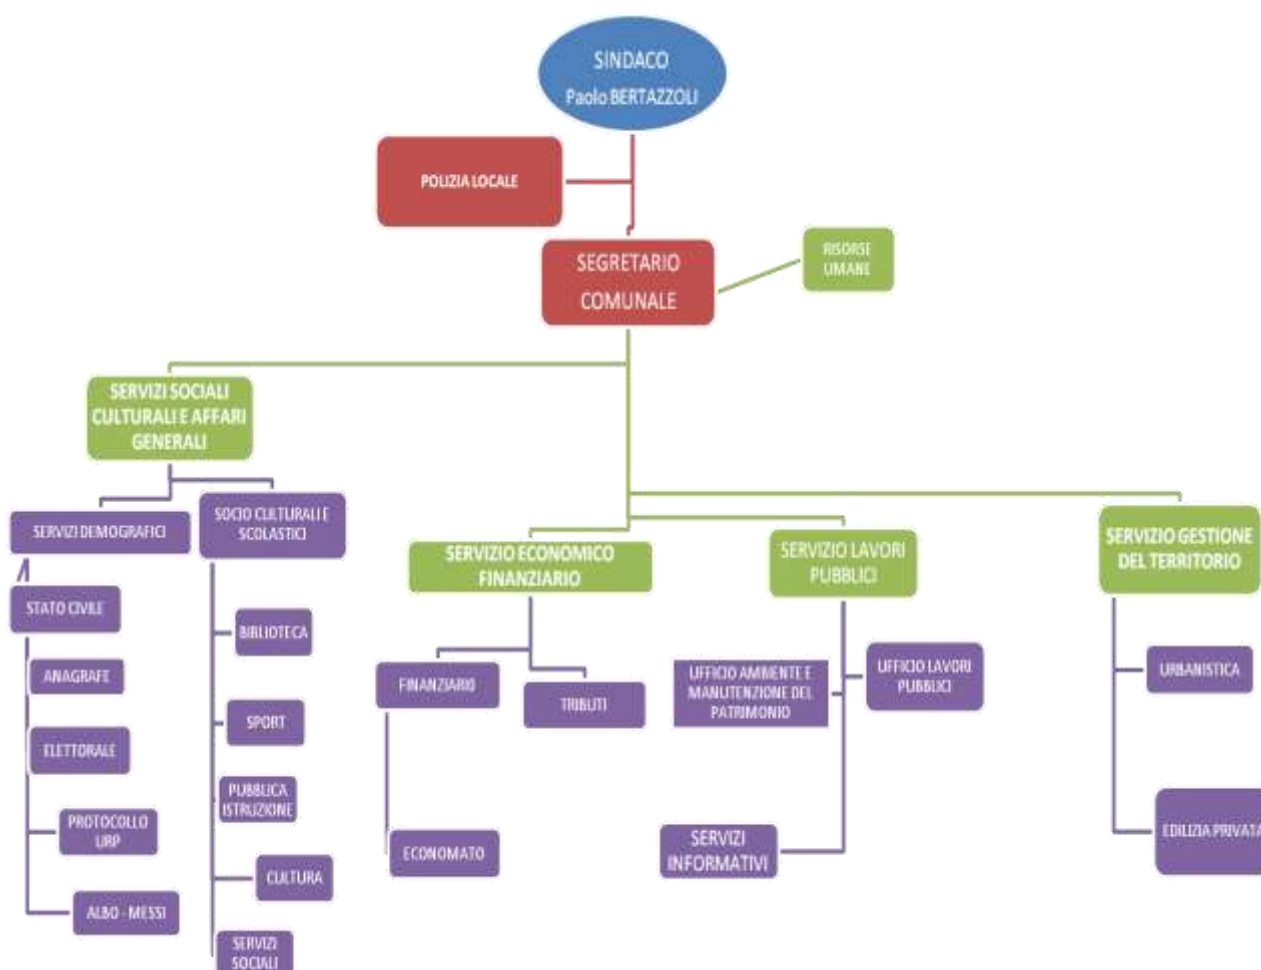 SINDACO
Paolo BERTAZZOLI
POLIZIA LOCALE
SEGRETARIO
COMUNALE
RISORSE
UMANE
SERVIZI SOCIALI
CULTURALI E AFFARI
GENERALI
SERVIZI DEMOGRAFICI
SOCIO CULTURALI E
SCOLASTICI
STATO CIVILE
ANAGRAFE
ELETTORALE
PROTOCOLLO
URP
ALBO - MESSI
BIBLIOTECA
SPORT
PUBBLICA
ISTRUZIONE
CULTURA
SERVIZI
SOCIALI
SERVIZIO ECONOMICO
FINANZIARIO
FINANZIARIO
TRIBUTI
ECONOMATO
SERVIZIO LAVORI
PUBBLICI
UFFICIO AMBIENTE E
MANUTENZIONE DEL
PATRIMONIO
UFFICIO LAVORI
PUBBLICI
SERVIZI
INFORMATIVI
SERVIZIO GESTIONE
DEL TERRITORIO
URBANISTICA
EDILIZIA PRIVATA